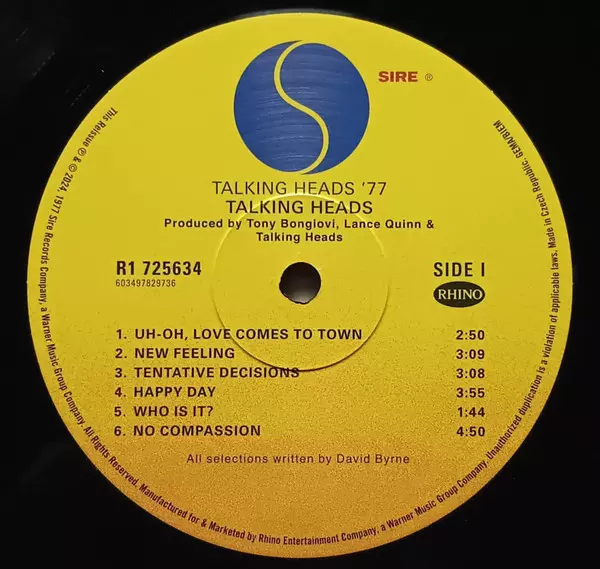 SIRE ®
TALKING HEADS '77
TALKING HEADS
Produced by Tony Bongiovi, Lance Quinn &
Talking Heads
R1 725634
603497829736
SIDE I
RHINO
1. UH-OH, LOVE COMES TO TOWN 2:50
2. NEW FEELING 3:09
3. TENTATIVE DECISIONS 3:08
4. HAPPY DAY 3:55
5. WHO IS IT? 1:44
6. NO COMPASSION 4:50
All selections written by David Byrne
This Reissue ℗ & © 2024, 1977 Sire Records Company, a Warner Music Group Company. All Rights Reserved. Manufactured for & Marketed by Rhino Entertainment Company, a Warner Music Group Company. Unauthorized duplication is a violation of applicable laws. Made in Czech Republic. GEMA/BIEM